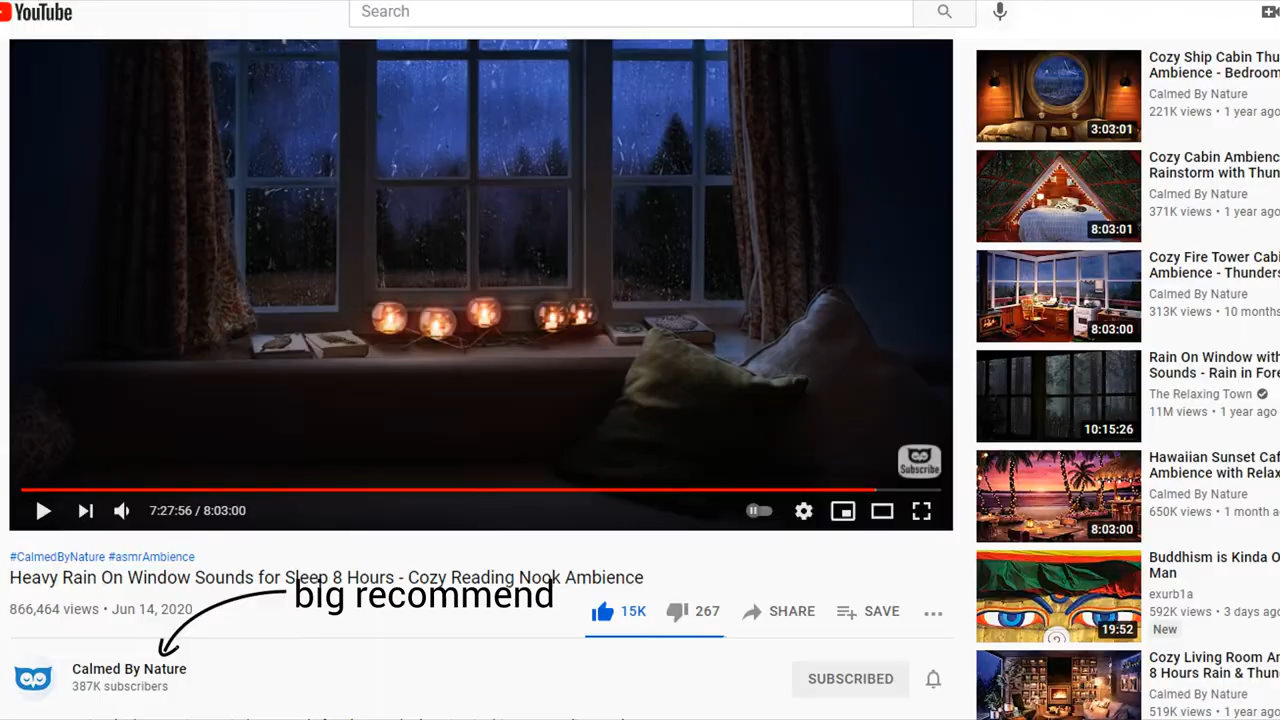 YouTube
Search
Subscribe
7:27:56 / 8:03:00
#CalmedByNature #asmrAmbience
Heavy Rain On Window Sounds for Sleep 8 Hours - Cozy Reading Nook Ambience
big recommend
866,464 views • Jun 14, 2020
15K
267
SHARE
SAVE
Calmed By Nature
387K subscribers
SUBSCRIBED
3:03:01
Cozy Ship Cabin Thu
Ambience - Bedroom
Calmed By Nature
221K views • 1 year ago
8:03:01
Cozy Cabin Ambienc
Rainstorm with Thun
Calmed By Nature
371K views • 1 year ago
8:03:00
Cozy Fire Tower Cabi
Ambience - Thunders
Calmed By Nature
313K views • 10 months
10:15:26
Rain On Window with
Sounds - Rain in Fore
The Relaxing Town
11M views • 1 year ago
8:03:00
Hawaiian Sunset Caf
Ambience with Relax
Calmed By Nature
650K views • 1 month a
19:52
Buddhism is Kinda O
Man
exurb1a
592K views • 3 days ago
New
Cozy Living Room A
8 Hours Rain & Thun
Calmed By Nature
519K views • 1 year ago